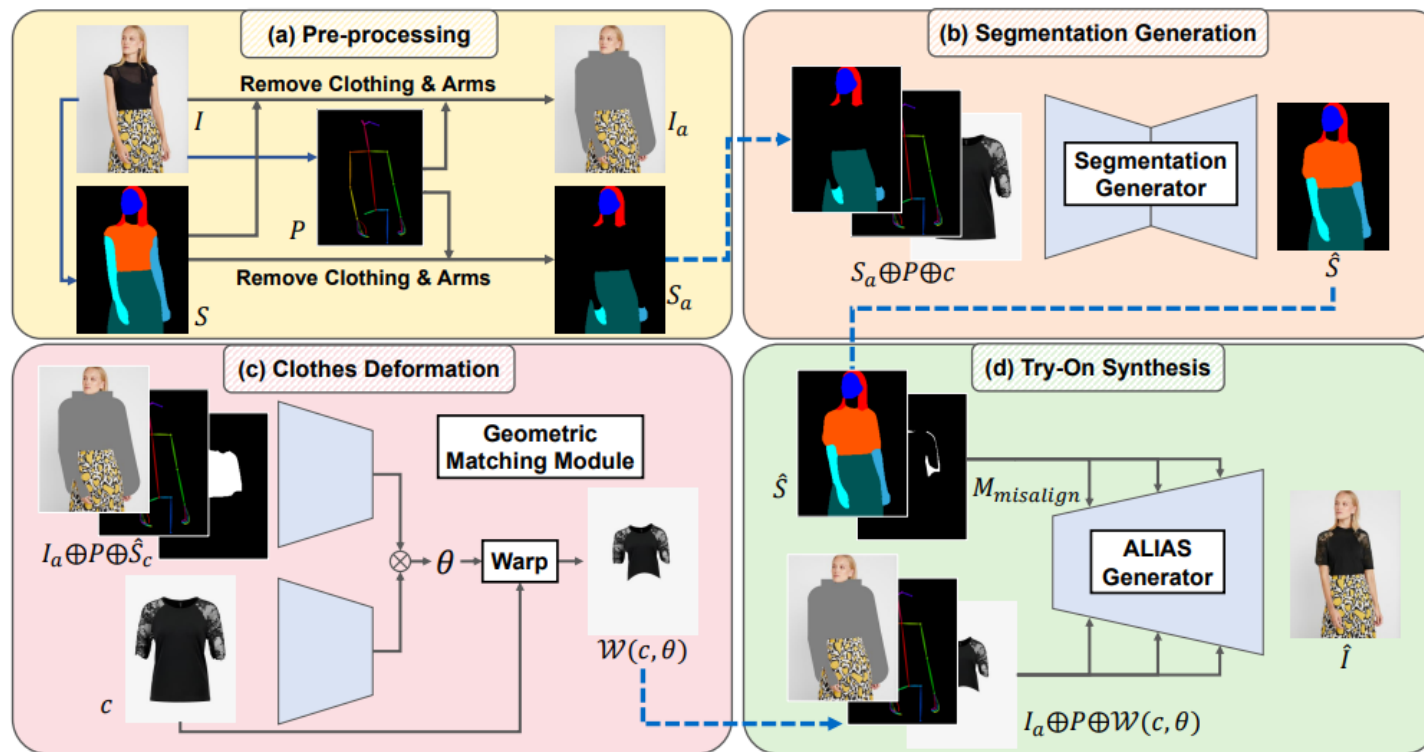 (a) Pre-processing
Remove Clothing & Arms
I
I_a
P
Remove Clothing & Arms
S
S_a
(b) Segmentation Generation
Segmentation
Generator
S_a⊕P⊕c
Ŝ
(c) Clothes Deformation
Geometric
Matching Module
I_a⊕P⊕Ŝ_c
θ
Warp
c
𝒲(c, θ)
(d) Try-On Synthesis
Ŝ
M_misalign
ALIAS
Generator
Î
I_a⊕P⊕𝒲(c, θ)